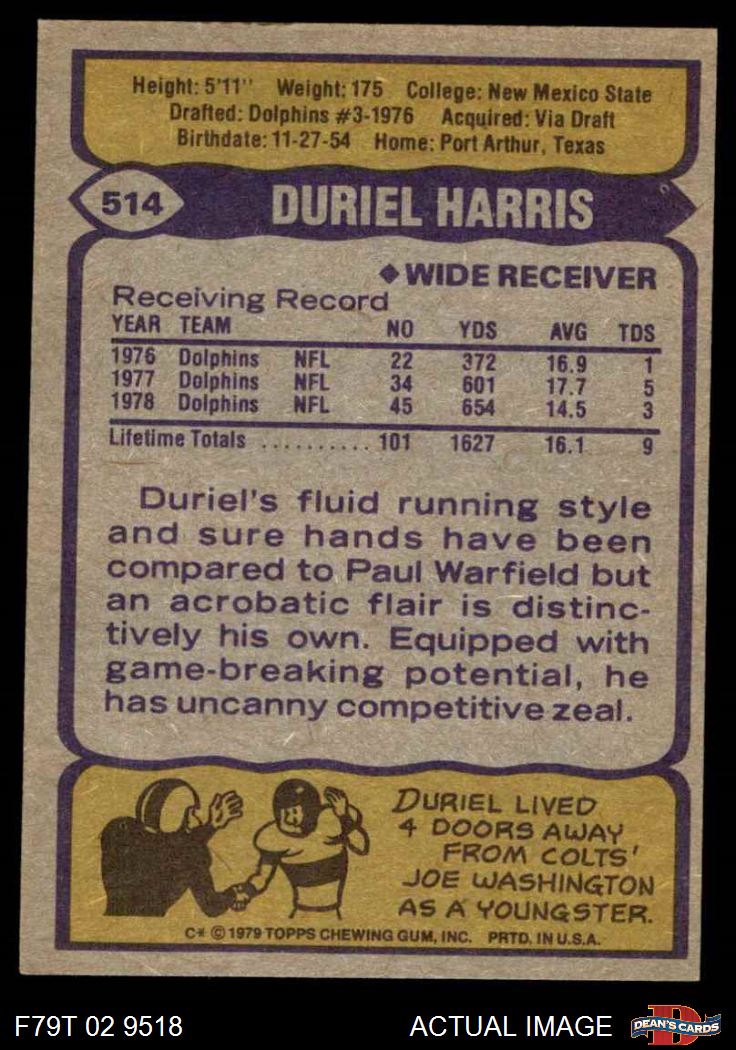 Height: 5'11" Weight: 175 College: New Mexico State
Drafted: Dolphins #3-1976 Acquired: Via Draft
Birthdate: 11-27-54 Home: Port Arthur, Texas
514 DURIEL HARRIS
◆ WIDE RECEIVER
Receiving Record
YEAR TEAM NO YDS AVG TDS
1976 Dolphins NFL 22 372 16.9 1
1977 Dolphins NFL 34 601 17.7 5
1978 Dolphins NFL 45 654 14.5 3
Lifetime Totals .......... 101 1627 16.1 9
Duriel's fluid running style
and sure hands have been
compared to Paul Warfield but
an acrobatic flair is distinc-
tively his own. Equipped with
game-breaking potential, he
has uncanny competitive zeal.
DURIEL LIVED
4 DOORS AWAY
FROM COLTS'
JOE WASHINGTON
AS A YOUNGSTER.
C* © 1979 TOPPS CHEWING GUM, INC. PRTD. IN U.S.A.
F79T 02 9518 ACTUAL IMAGE D DEAN'S CARDS